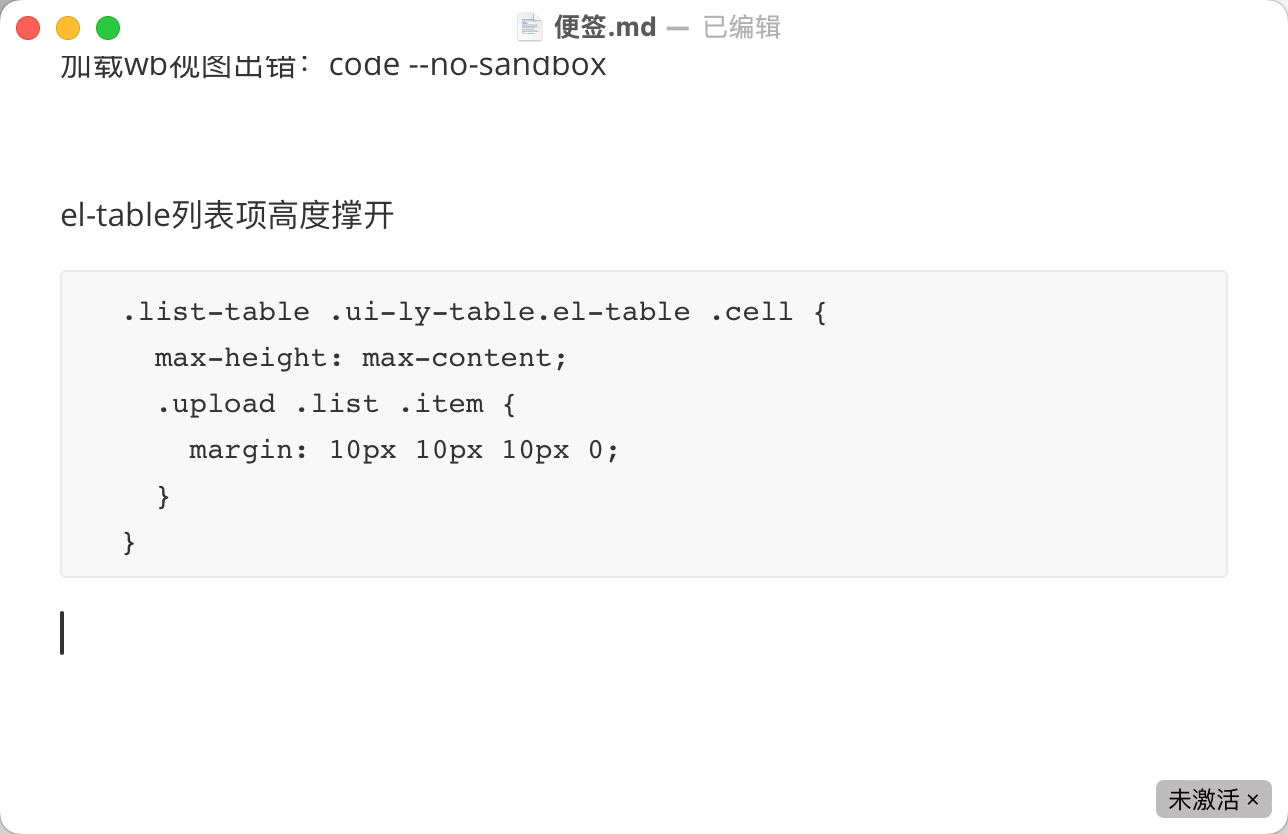 便签.md — 已编辑
加载wb视图出错：code --no-sandbox
el-table列表项高度撑开
.list-table .ui-ly-table.el-table .cell {
max-height: max-content;
.upload .list .item {
margin: 10px 10px 10px 0;
}
}
未激活 ×